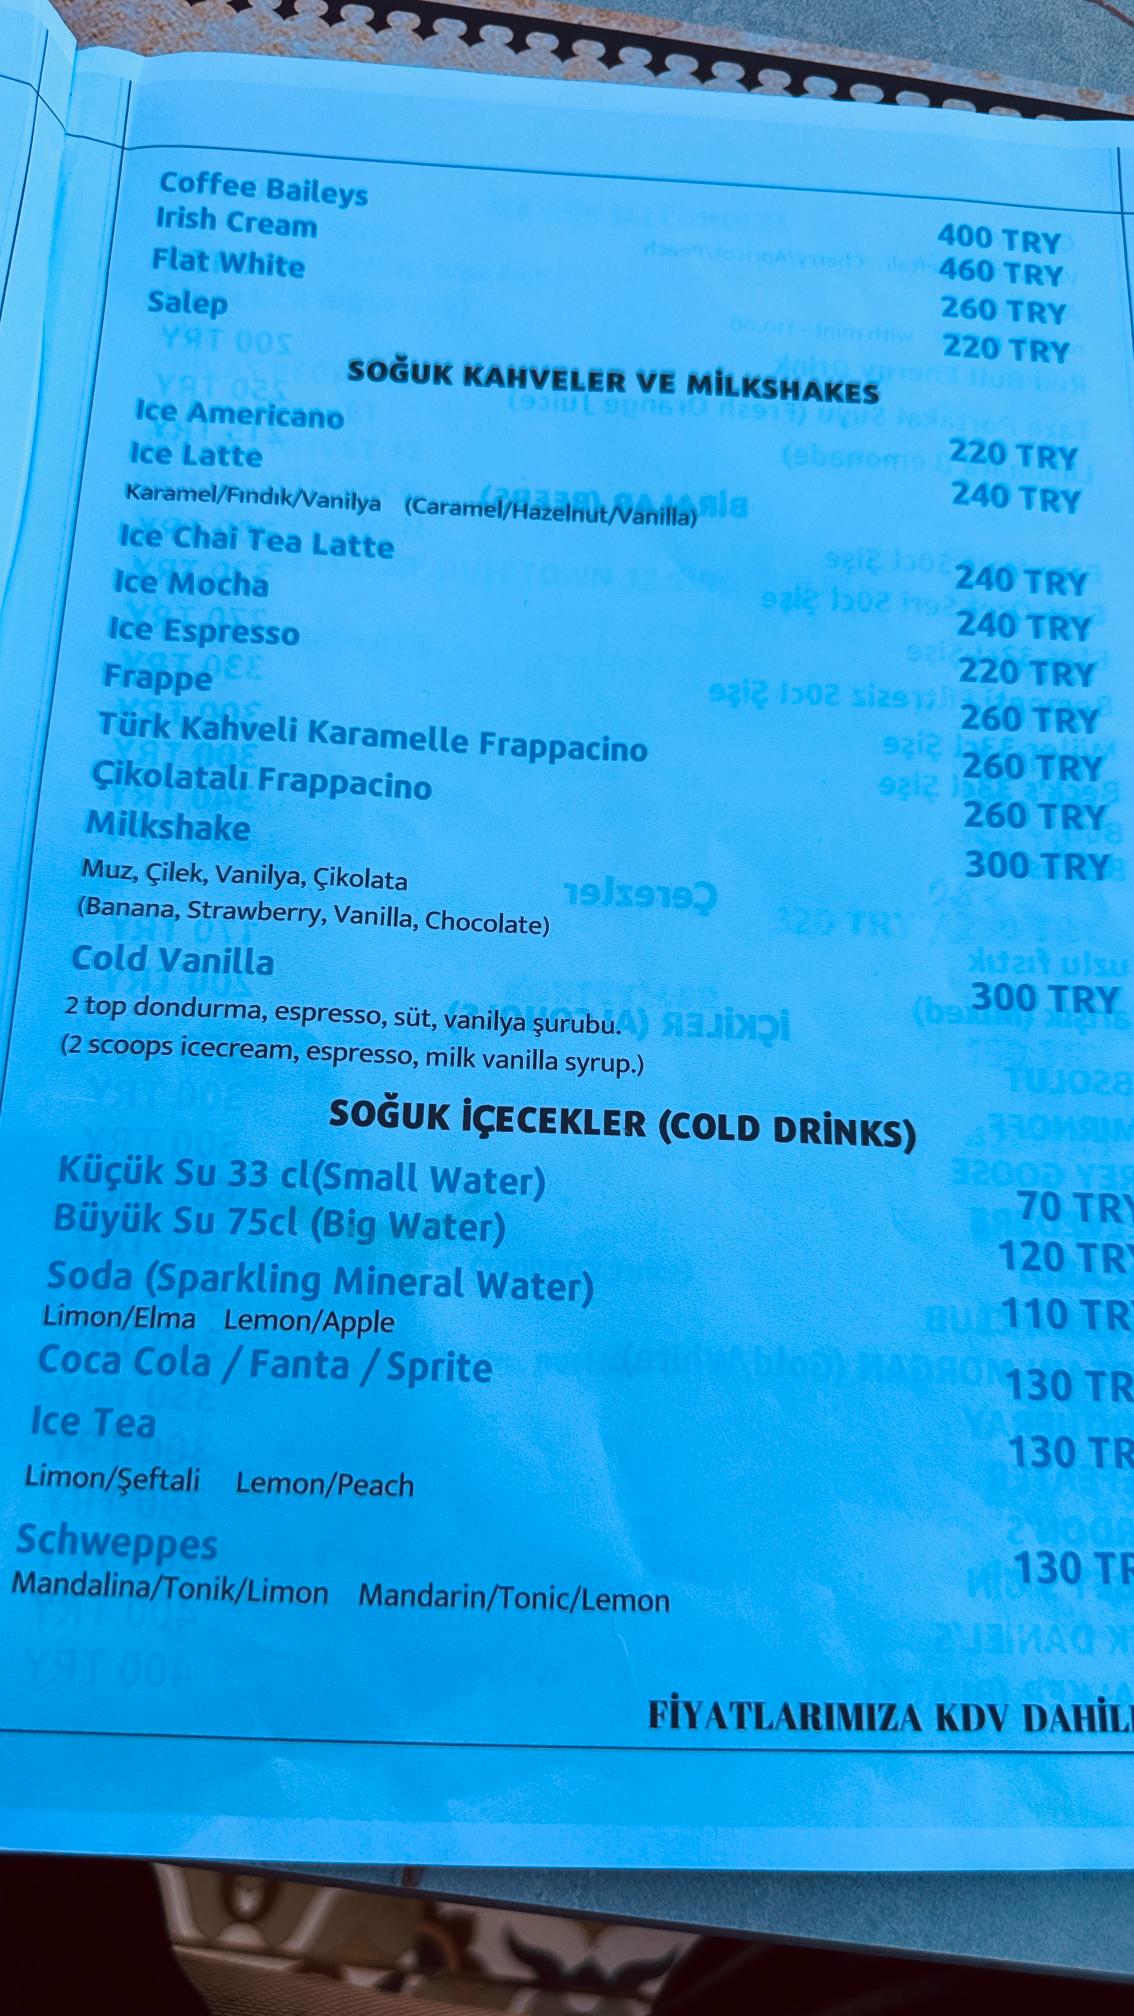 Coffee Baileys 400 TRY
Irish Cream 460 TRY
Flat White 260 TRY
Salep 220 TRY
SOĞUK KAHVELER VE MİLKSHAKES
Ice Americano 220 TRY
Ice Latte 240 TRY
Karamel/Fındık/Vanilya (Caramel/Hazelnut/Vanilla)
Ice Chai Tea Latte 240 TRY
Ice Mocha 240 TRY
Ice Espresso 220 TRY
Frappe 260 TRY
Türk Kahveli Karamelle Frappacino 260 TRY
Çikolatalı Frappacino 260 TRY
Milkshake 300 TRY
Muz, Çilek, Vanilya, Çikolata
(Banana, Strawberry, Vanilla, Chocolate)
Cold Vanilla 300 TRY
2 top dondurma, espresso, süt, vanilya şurubu.
(2 scoops icecream, espresso, milk vanilla syrup.)
SOĞUK İÇECEKLER (COLD DRİNKS)
Küçük Su 33 cl(Small Water) 70 TRY
Büyük Su 75cl (Big Water) 120 TR
Soda (Sparkling Mineral Water) 110 TR
Limon/Elma Lemon/Apple
Coca Cola / Fanta / Sprite 130 TR
Ice Tea 130 TR
Limon/Şeftali Lemon/Peach
Schweppes 130 TR
Mandalina/Tonik/Limon Mandarin/Tonic/Lemon
FİYATLARIMIZA KDV DAHİL